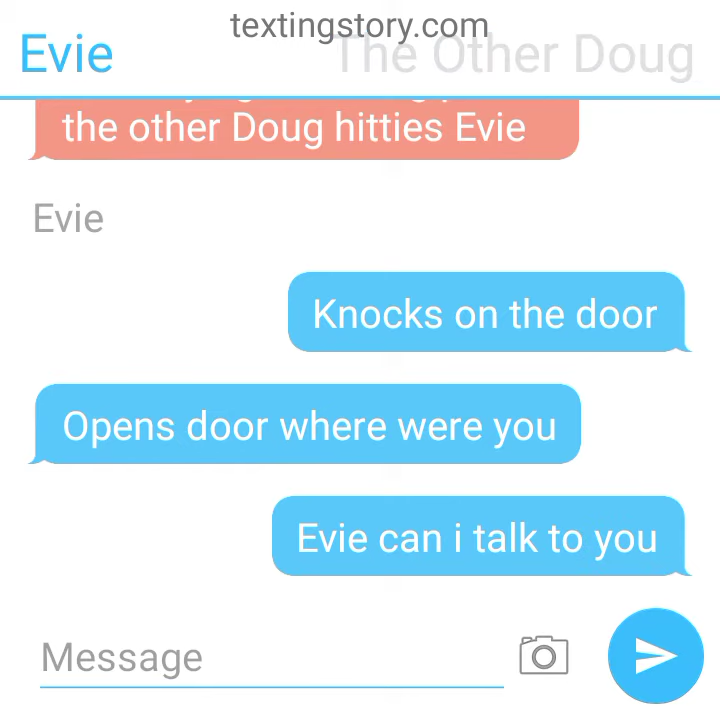 textingstory.com
Evie The Other Doug
the other Doug hitties Evie
Evie
Knocks on the door
Opens door where were you
Evie can i talk to you
Message